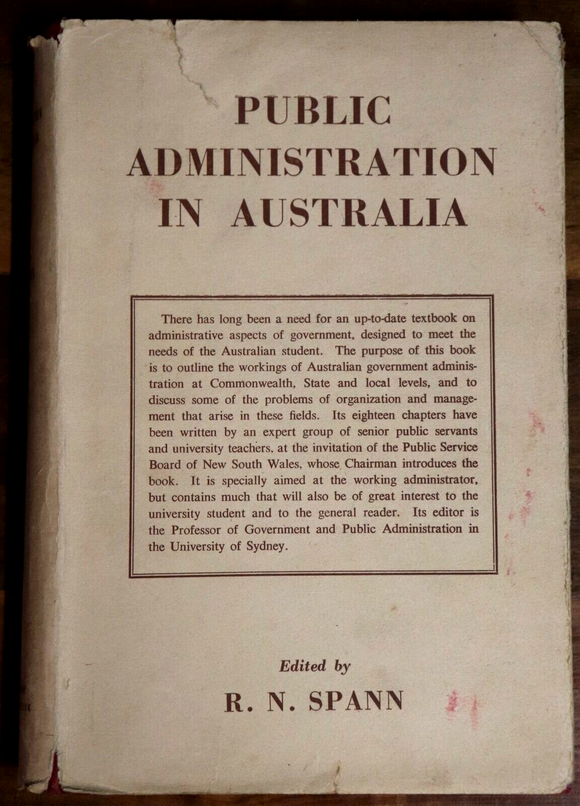 PUBLIC
ADMINISTRATION
IN AUSTRALIA
There has long been a need for an up-to-date textbook on
administrative aspects of government, designed to meet the
needs of the Australian student. The purpose of this book
is to outline the workings of Australian government adminis-
tration at Commonwealth, State and local levels, and to
discuss some of the problems of organization and manage-
ment that arise in these fields. Its eighteen chapters have
been written by an expert group of senior public servants
and university teachers, at the invitation of the Public Service
Board of New South Wales, whose Chairman introduces the
book. It is specially aimed at the working administrator,
but contains much that will also be of great interest to the
university student and to the general reader. Its editor is
the Professor of Government and Public Administration in
the University of Sydney.
Edited by
R. N. SPANN